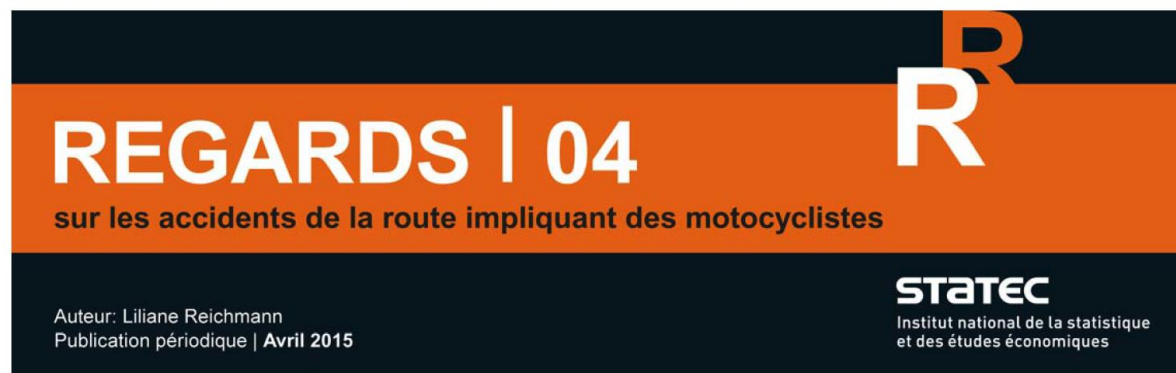 R
R
REGARDS | 04
sur les accidents de la route impliquant des motocyclistes
STATEC
Auteur: Liliane Reichmann
Publication périodique | Avril 2015
Institut national de la statistique
et des études économiques